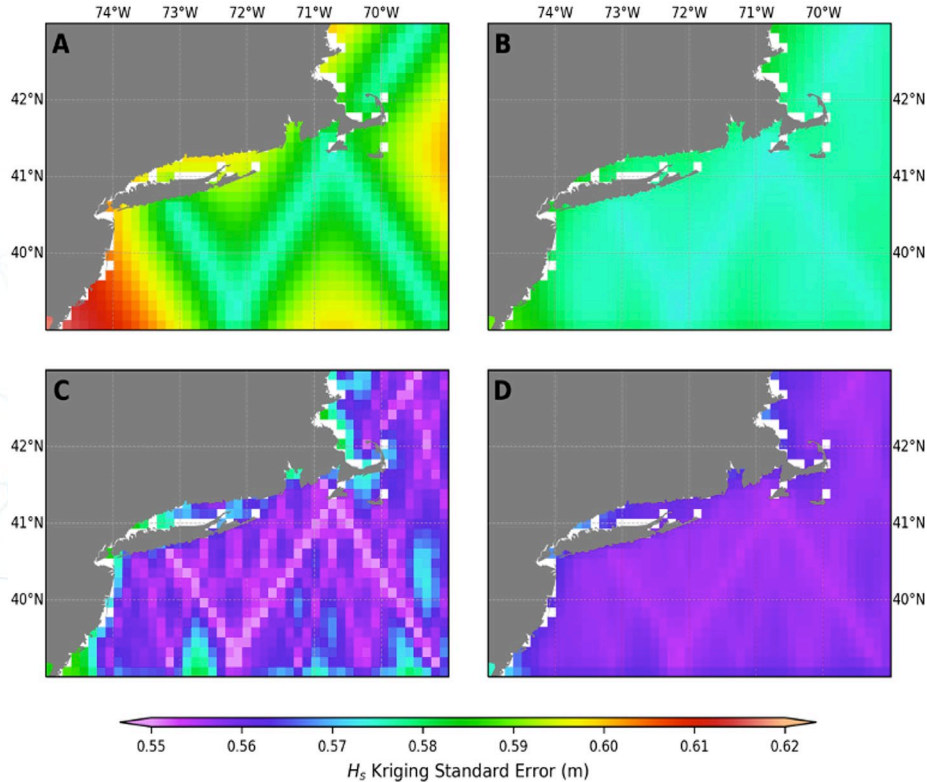 74°W 73°W 72°W 71°W 70°W 74°W 73°W 72°W 71°W 70°W
A B
42°N 42°N
41°N 41°N
40°N 40°N
C D
42°N 42°N
41°N 41°N
40°N 40°N
0.55 0.56 0.57 0.58 0.59 0.60 0.61 0.62
Hs Kriging Standard Error (m)